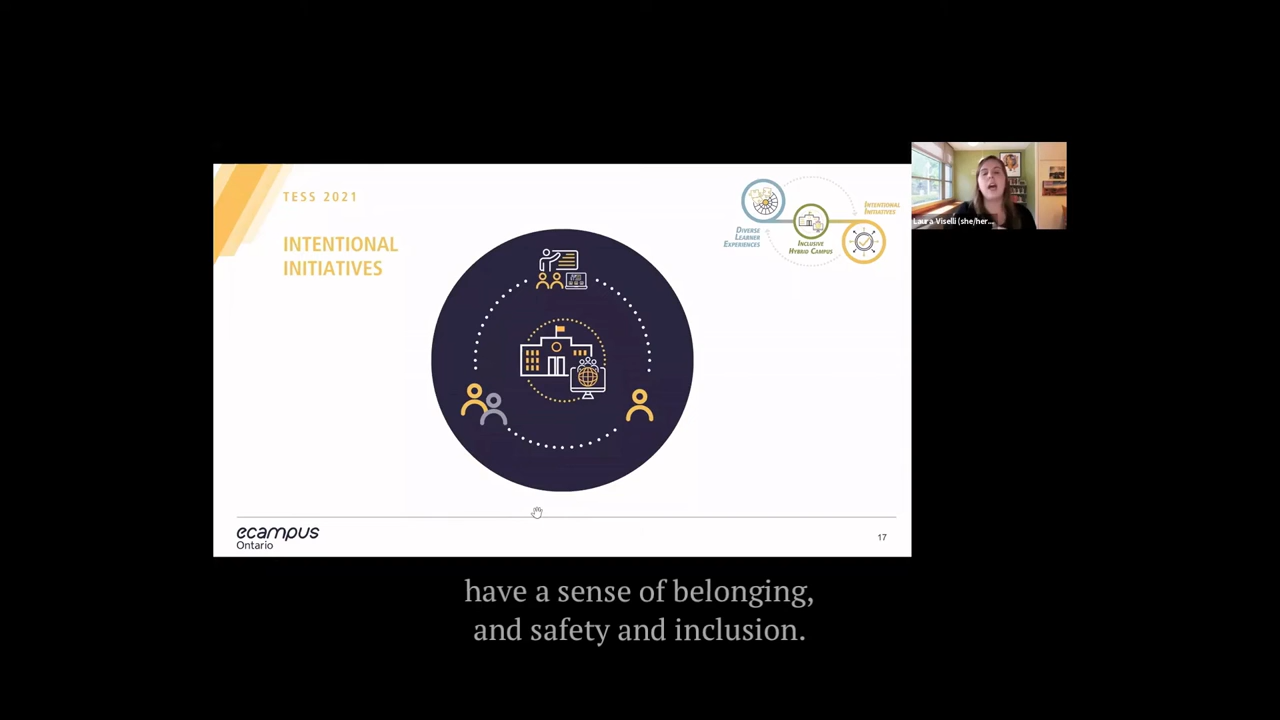 TESS 2021
INTENTIONAL
INITIATIVES
DIVERSE
LEARNER
EXPERIENCES
INCLUSIVE
HYBRID CAMPUS
INTENTIONAL
INITIATIVES
Laura Viselli (she/her...
ecampus
Ontario
17
have a sense of belonging,
and safety and inclusion.